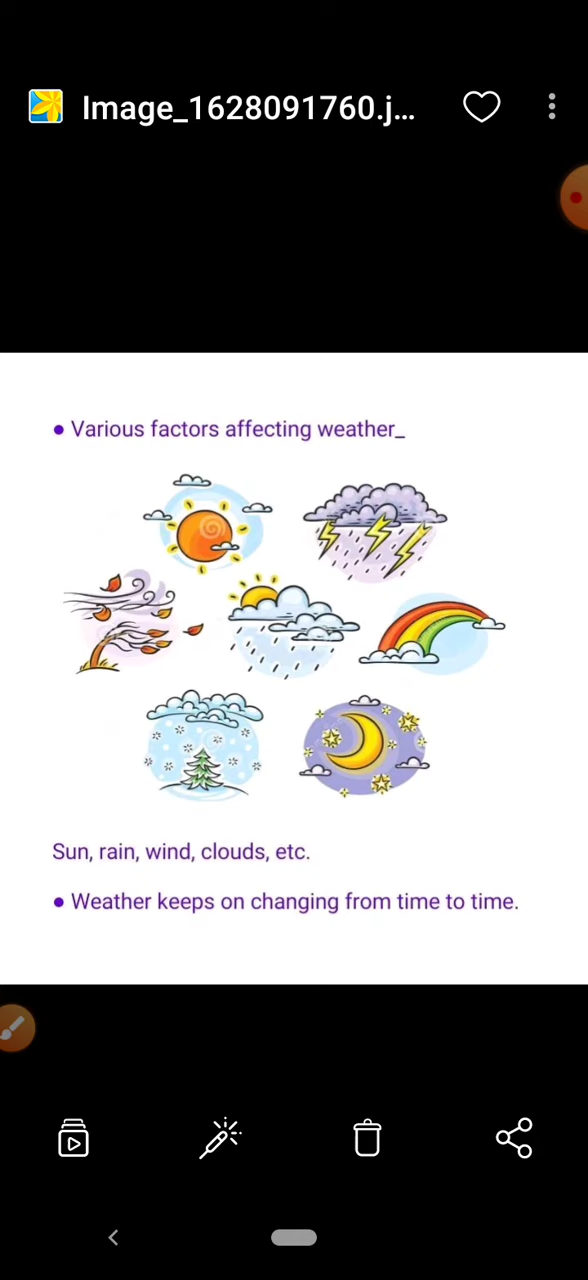 Image_1628091760.j...
● Various factors affecting weather_
Sun, rain, wind, clouds, etc.
● Weather keeps on changing from time to time.